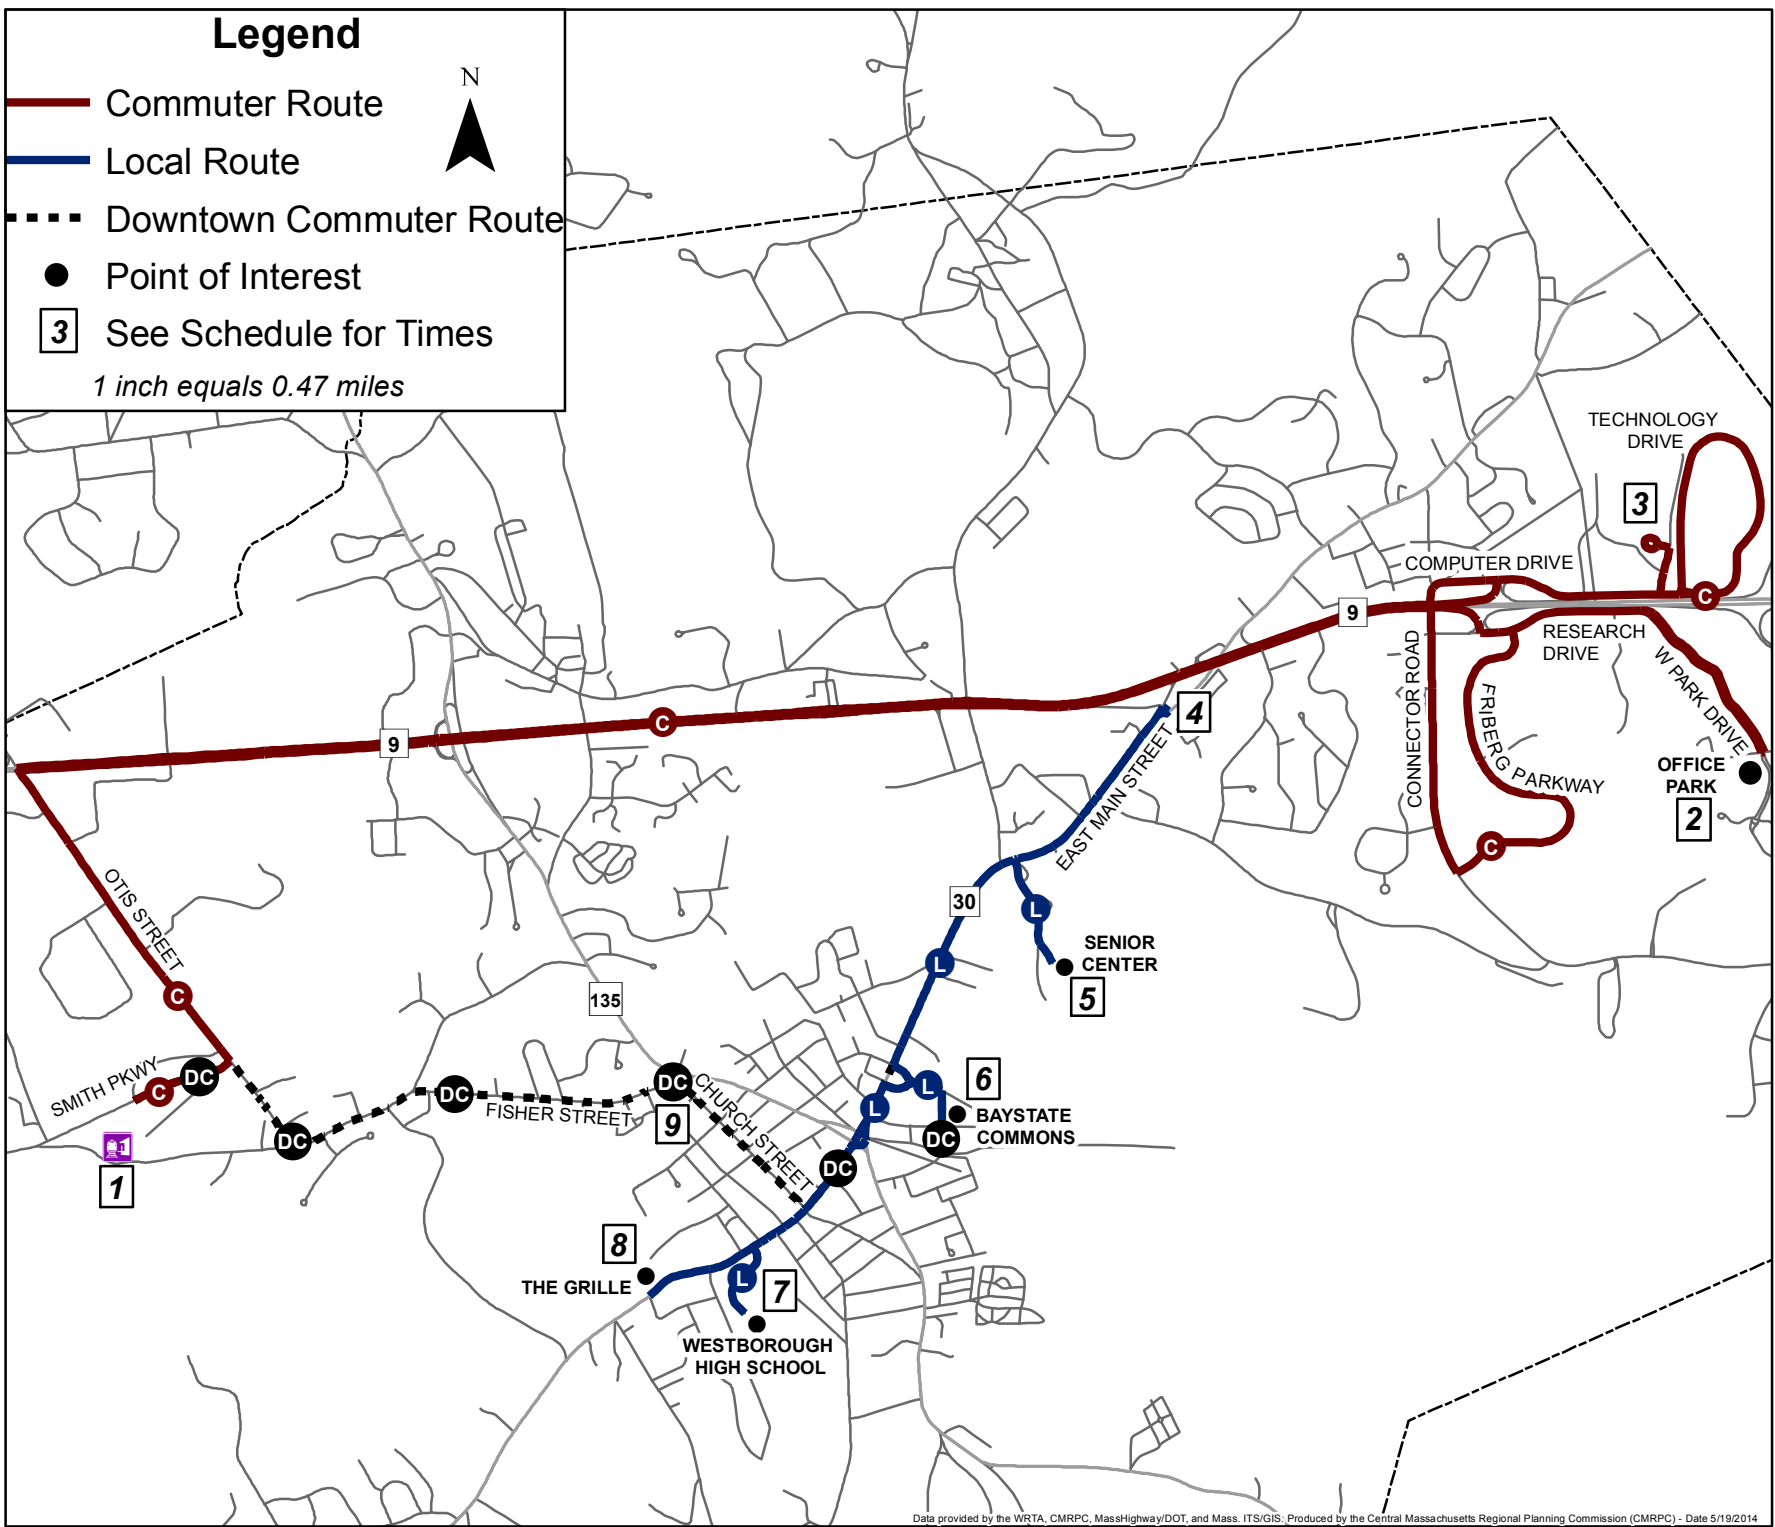 Legend
N
Commuter Route
Local Route
Downtown Commuter Route
Point of Interest
3 See Schedule for Times
1 inch equals 0.47 miles
TECHNOLOGY
DRIVE
3
COMPUTER DRIVE
C
9
RESEARCH
DRIVE
CONNECTOR ROAD
W PARK DRIVE
FRIBERG PARKWAY
4
C
9
EAST MAIN STREET
OFFICE
PARK
2
C
OTIS STREET
30
L
SENIOR
CENTER
5
L
C
135
SMITH PKWY
C
DC
DC
FISHER STREET
DC
CHURCH STREET
9
6
L
L
BAYSTATE
COMMONS
DC
DC
DC
1
8
THE GRILLE
L
7
WESTBOROUGH
HIGH SCHOOL
Data provided by the WRTA, CMRPC, MassHighway/DOT, and Mass. ITS/GIS. Produced by the Central Massachusetts Regional Planning Commission (CMRPC) - Date 5/19/2014